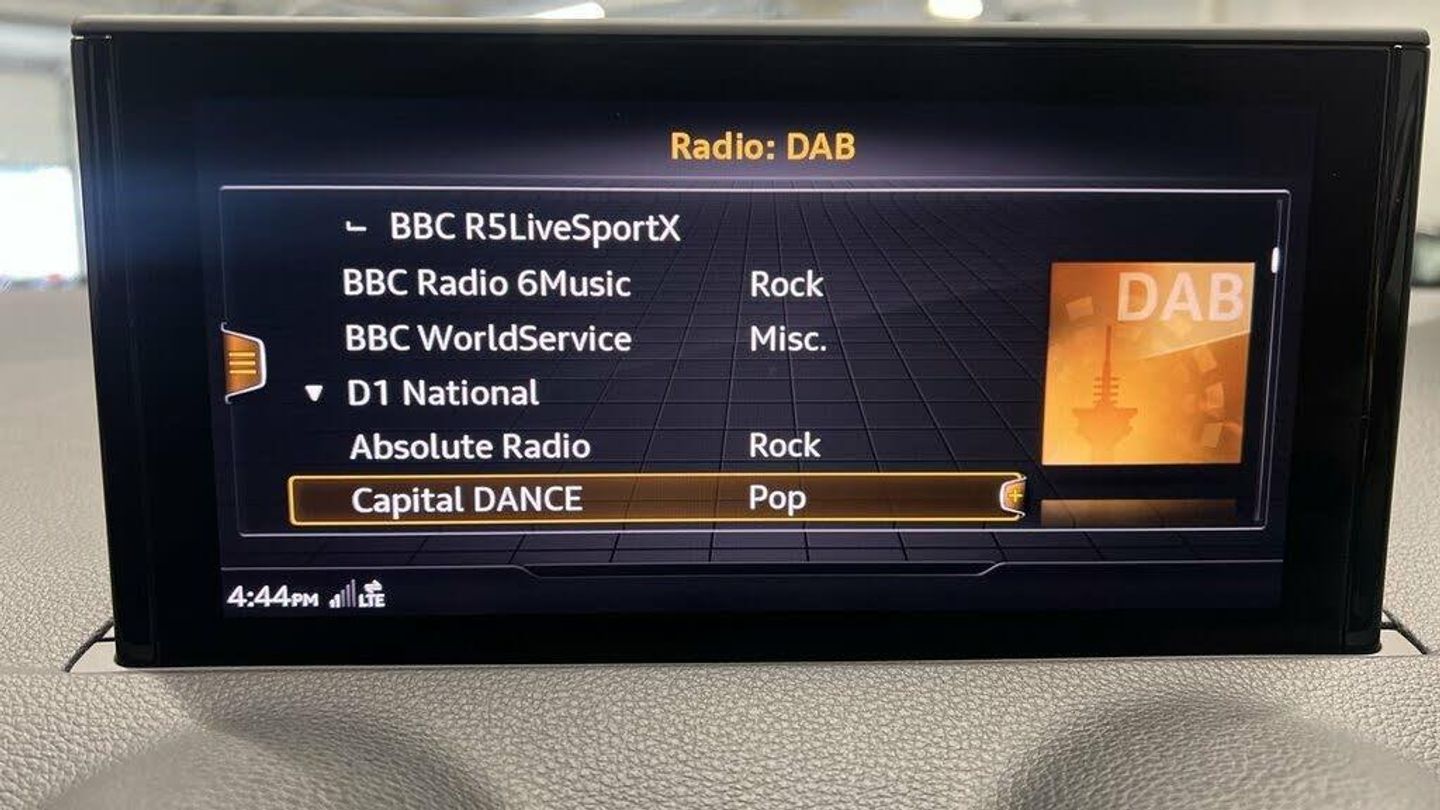 Radio: DAB
BBC R5LiveSportX
BBC Radio 6Music Rock
BBC WorldService Misc.
D1 National
Absolute Radio Rock
Capital DANCE Pop
DAB
4:44PM LTE